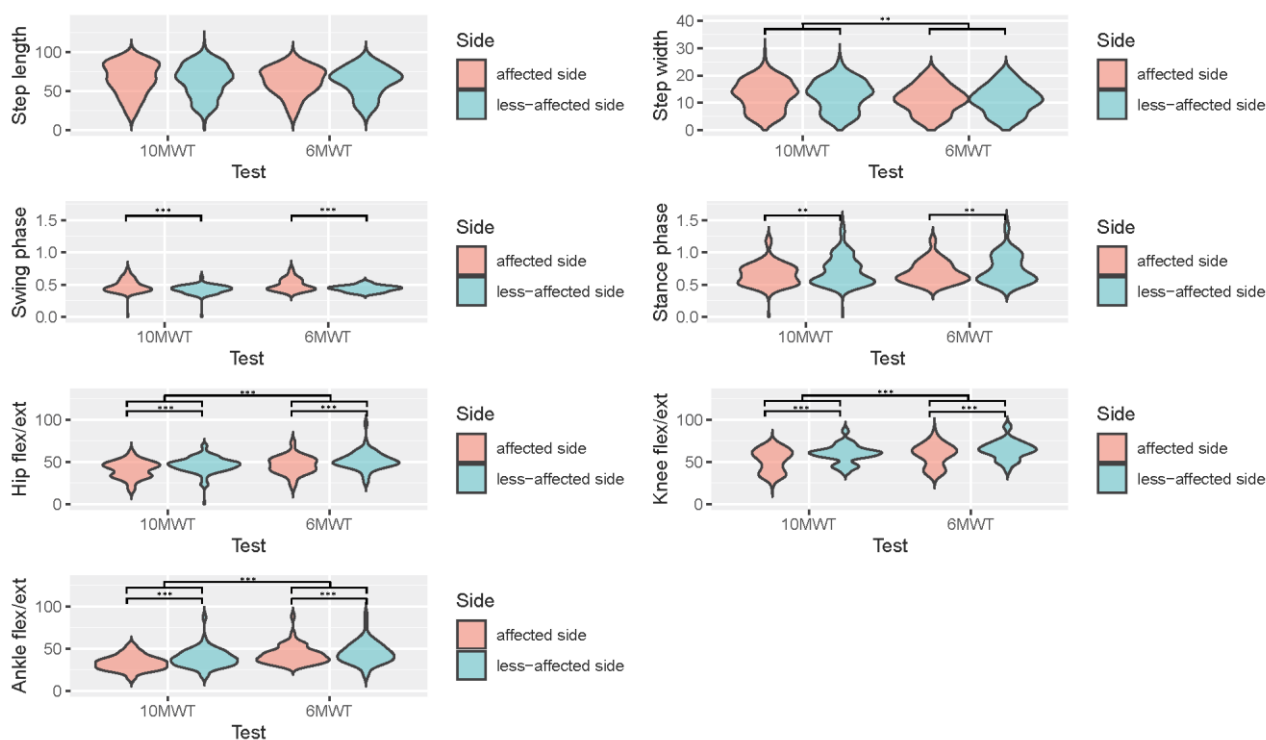 Step length
100
50
0
10MWT
6MWT
Test
Side
affected side
less-affected side
Step width
40
30
20
10
0
**
10MWT
6MWT
Test
Side
affected side
less-affected side
Swing phase
1.5
1.0
0.5
0.0
***
***
10MWT
6MWT
Test
Side
affected side
less-affected side
Stance phase
1.5
1.0
0.5
0.0
**
**
10MWT
6MWT
Test
Side
affected side
less-affected side
Hip flex/ext
100
50
0
***
***
***
10MWT
6MWT
Test
Side
affected side
less-affected side
Knee flex/ext
100
50
0
***
***
***
10MWT
6MWT
Test
Side
affected side
less-affected side
Ankle flex/ext
100
50
0
***
***
***
10MWT
6MWT
Test
Side
affected side
less-affected side